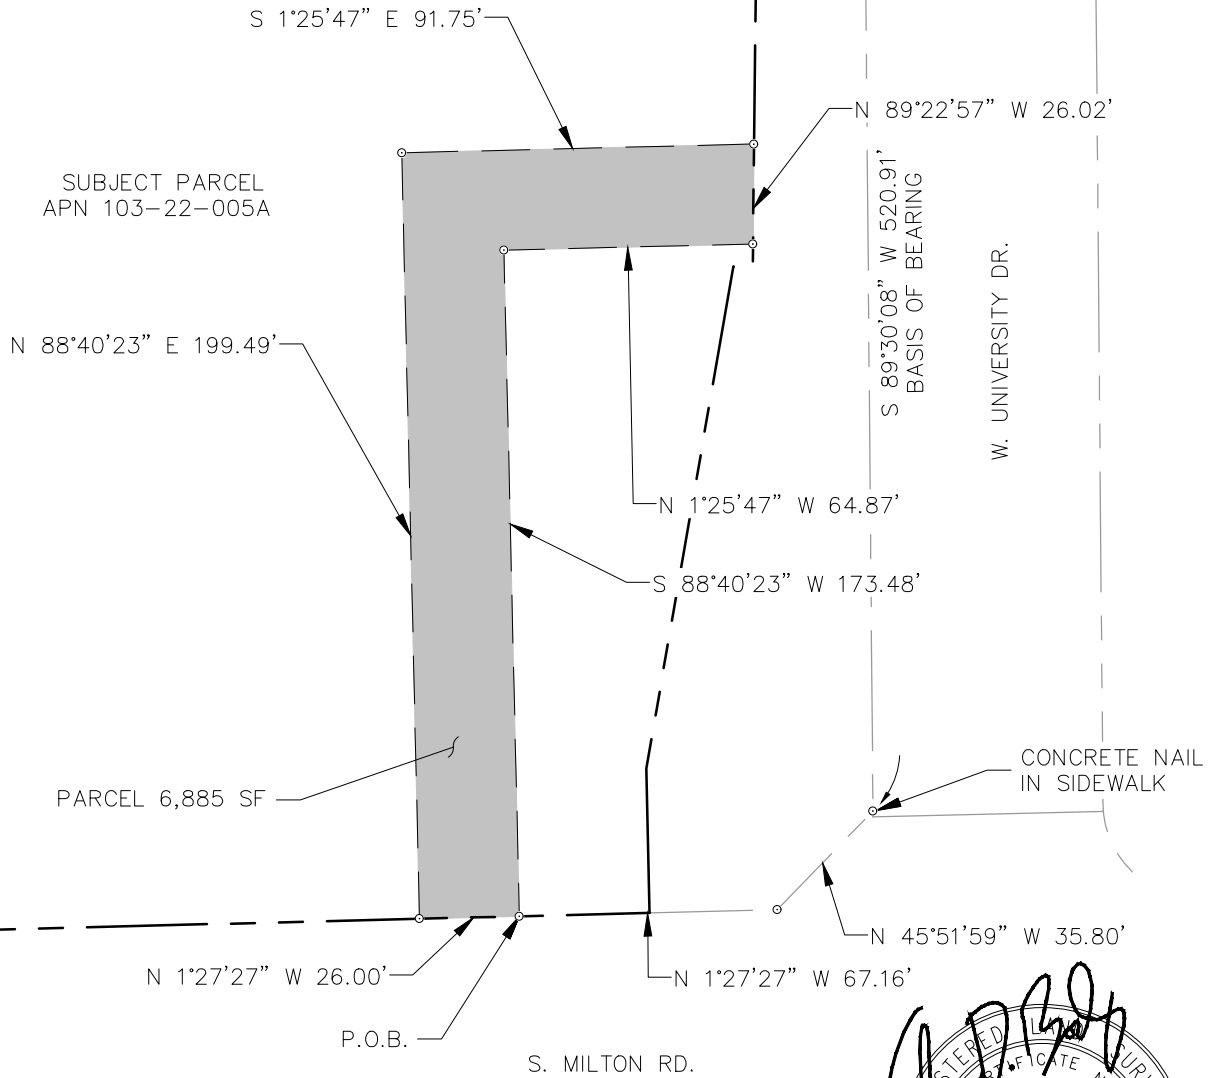 S 1°25'47" E 91.75'
N 89°22'57" W 26.02'
SUBJECT PARCEL
APN 103-22-005A
S 89°30'08" W 520.91'
BASIS OF BEARING
W. UNIVERSITY DR.
N 88°40'23" E 199.49'
N 1°25'47" W 64.87'
S 88°40'23" W 173.48'
CONCRETE NAIL
IN SIDEWALK
PARCEL 6,885 SF
N 45°51'59" W 35.80'
N 1°27'27" W 26.00'
N 1°27'27" W 67.16'
P.O.B.
S. MILTON RD.
LAND